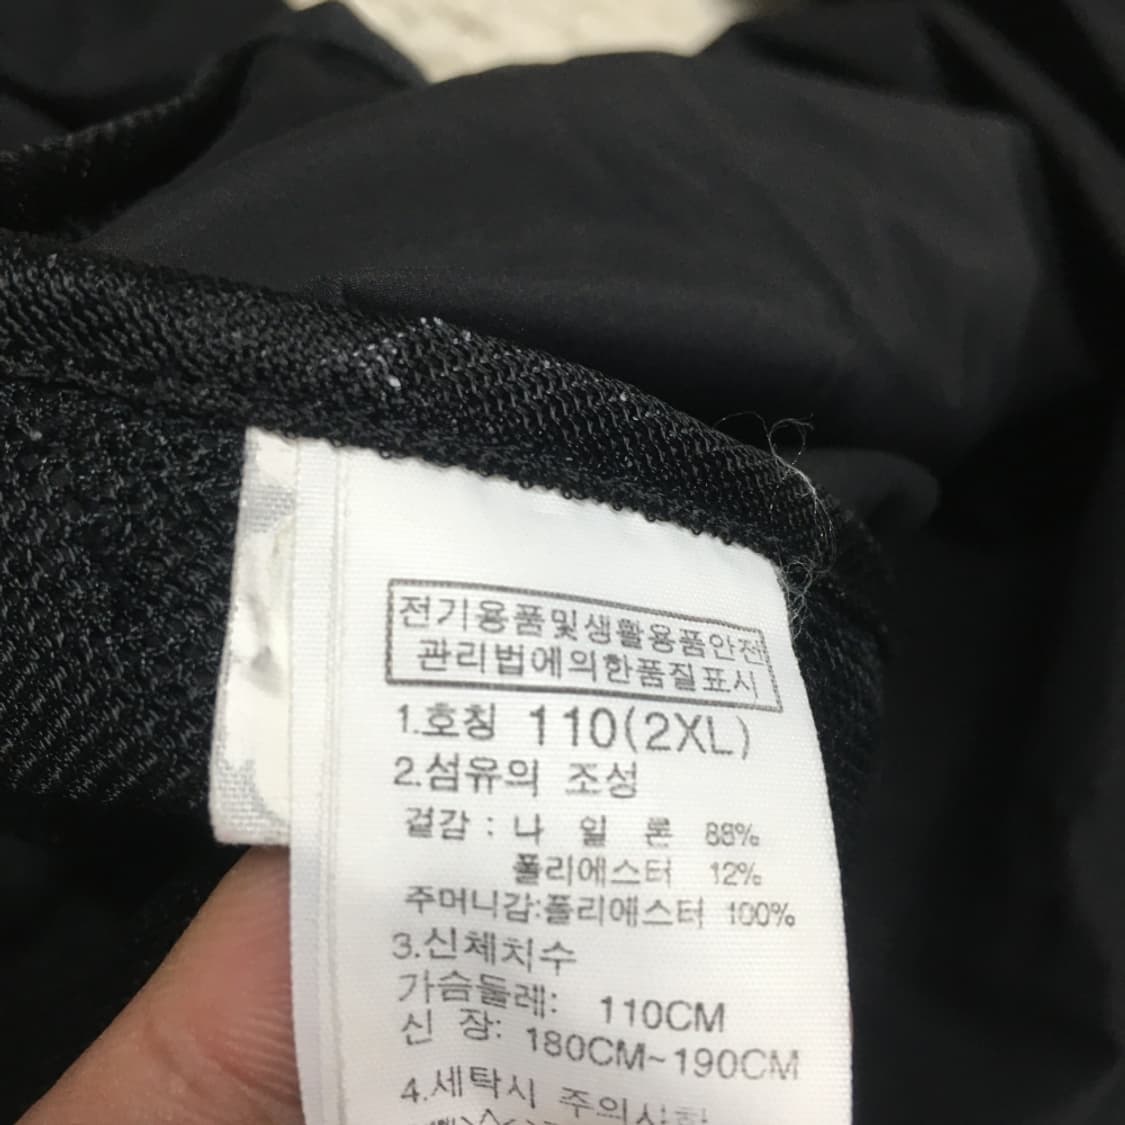 전기용품및생활용품안전
관리법에의한품질표시
1.호칭 110(2XL)
2.섬유의 조성
겉감 : 나 일 론 88%
폴리에스터 12%
주머니감:폴리에스터 100%
3.신체치수
가슴둘레: 110CM
신 장: 180CM~190CM
4.세탁시 주의사항